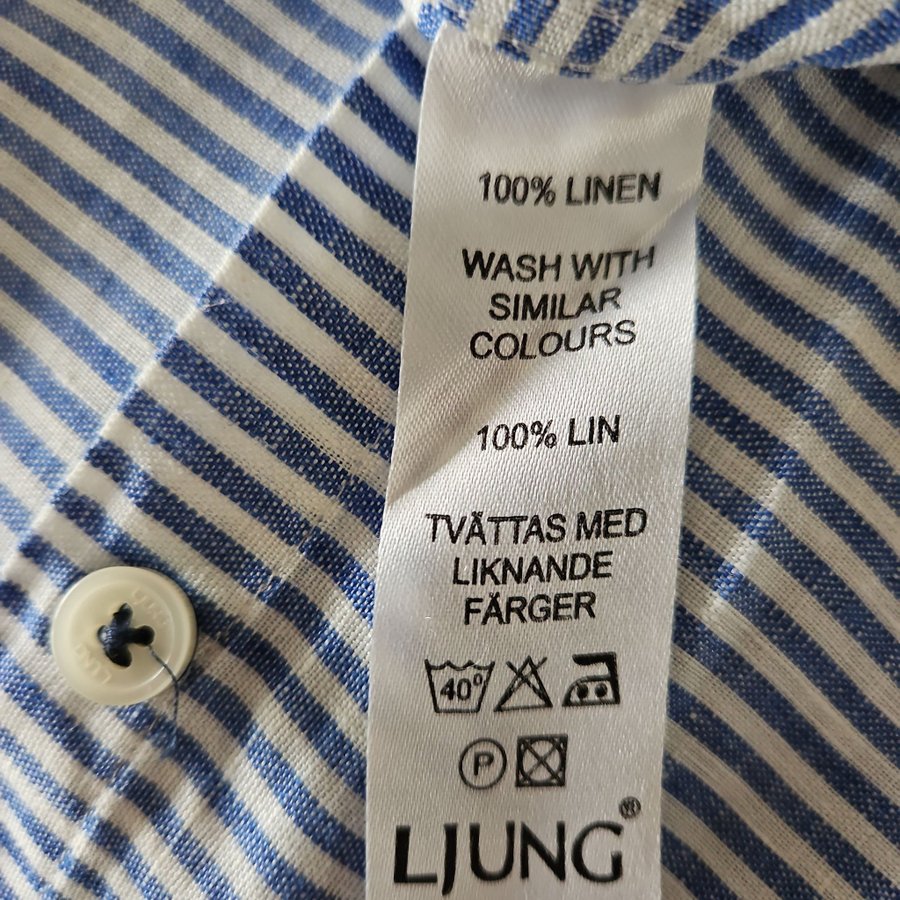 100% LINEN
WASH WITH
SIMILAR
COLOURS
100% LIN
TVÄTTAS MED
LIKNANDE
FÄRGER
40°
P
LJUNG®